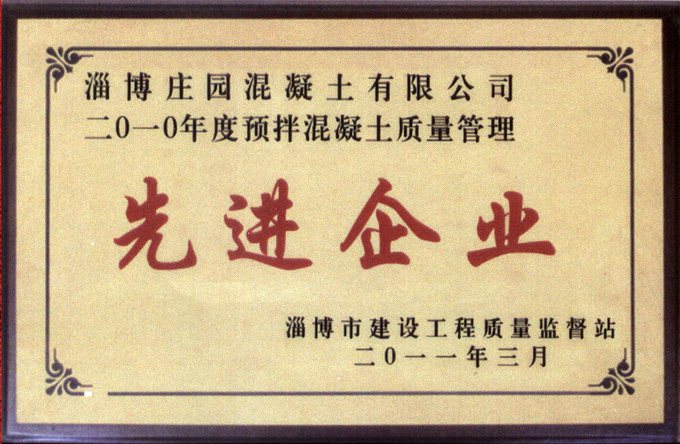 淄博庄园混凝土有限公司
二0一0年度预拌混凝土质量管理
先进企业
淄博市建设工程质量监督站
二0一一年三月